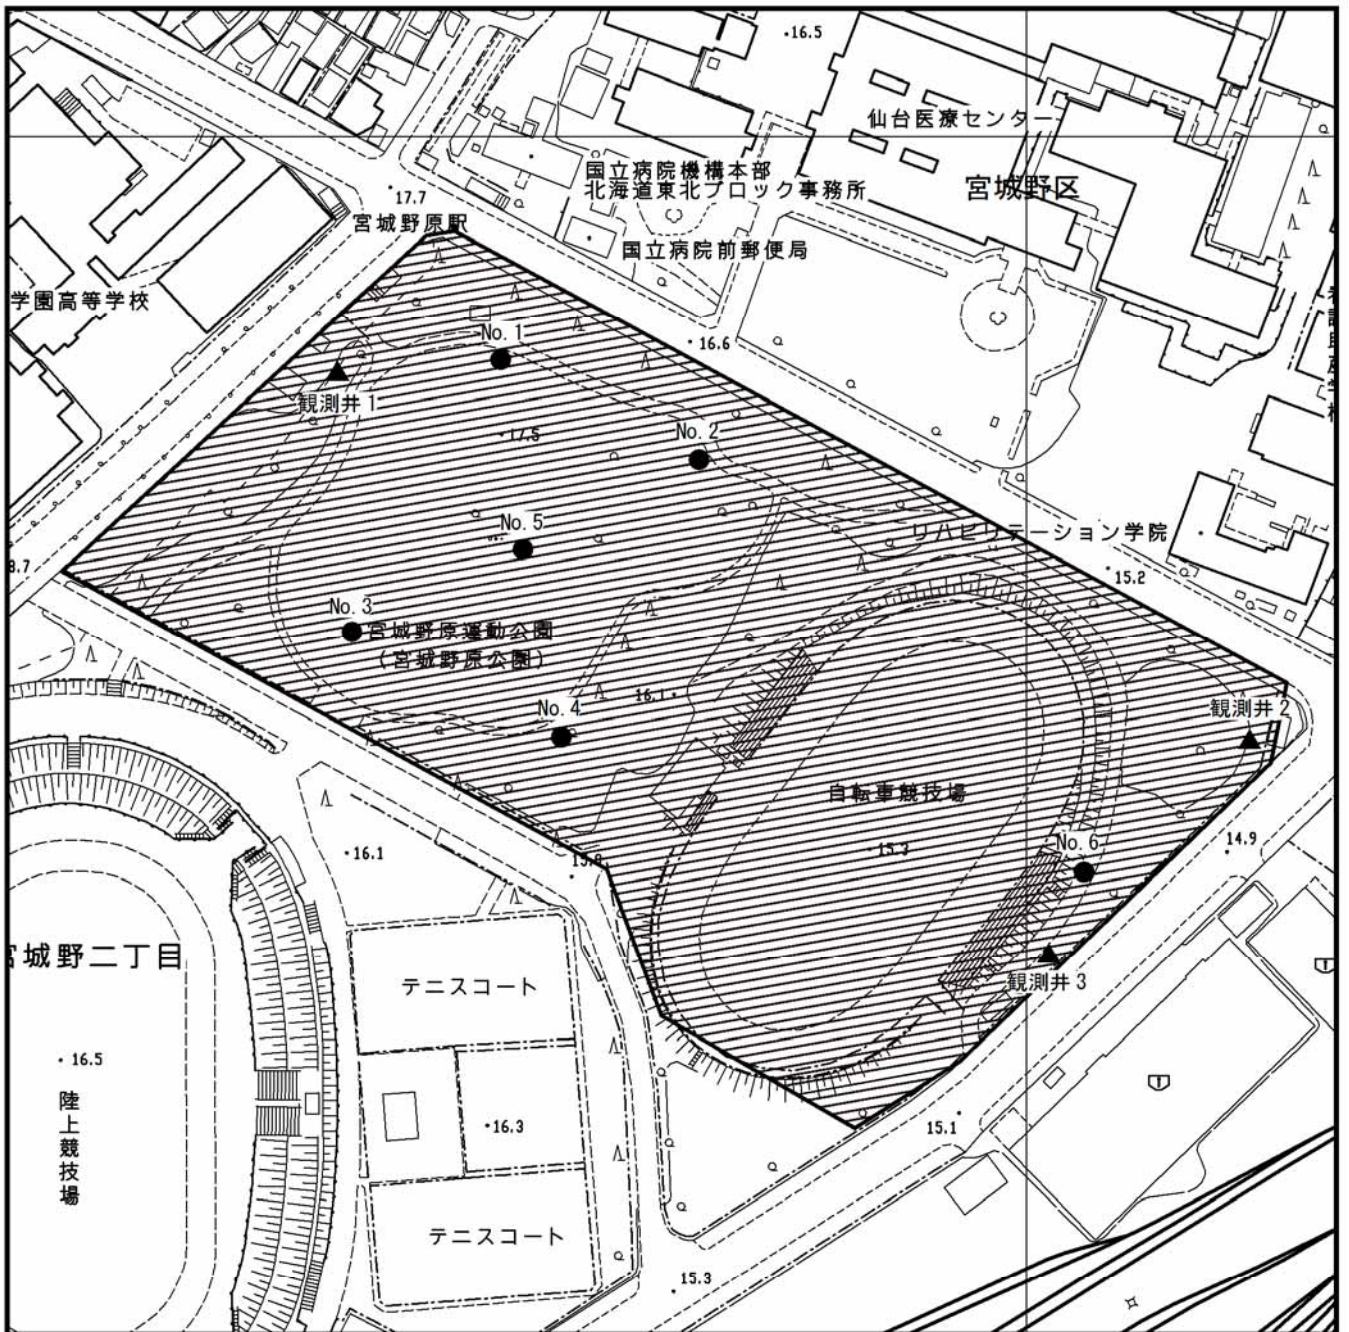 16.5
仙台医療センター
国立病院機構本部
北海道東北ブロック事務所
宮城野区
17.7
宮城野原駅
国立病院前郵便局
学園高等学校
No. 1
16.6
観測井 1
17.5
No. 2
No. 5
リハビリテーション学院
8.7
15.2
No. 3
宮城野原運動公園
(宮城野原公園)
16.1
No. 4
観測井 2
自転車競技場
16.1
15.3
No. 6
14.9
宮城野二丁目
テニスコート
観測井 3
16.5
陸上競技場
16.3
15.1
テニスコート
15.3